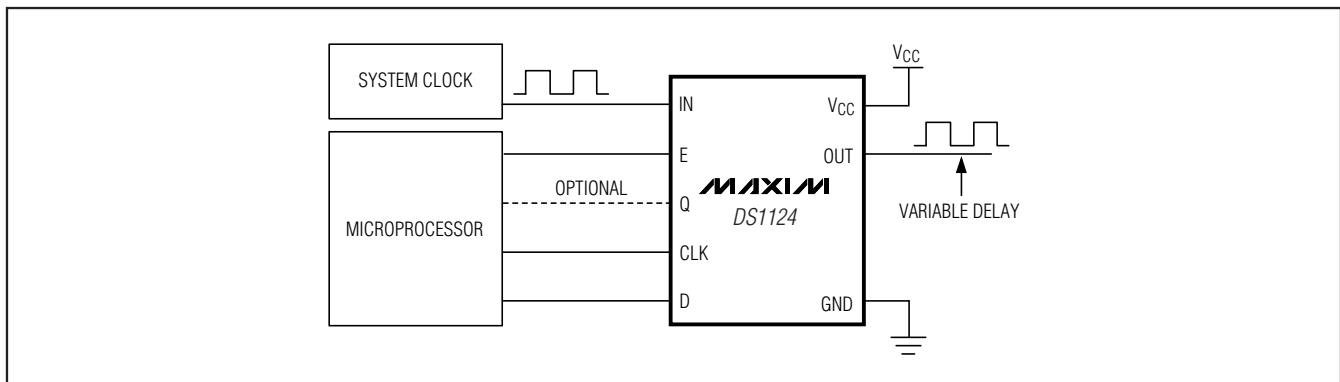 SYSTEM CLOCK
MICROPROCESSOR
OPTIONAL
IN
E
Q
CLK
D
MAXIM
DS1124
VCC
OUT
GND
VCC
VARIABLE DELAY